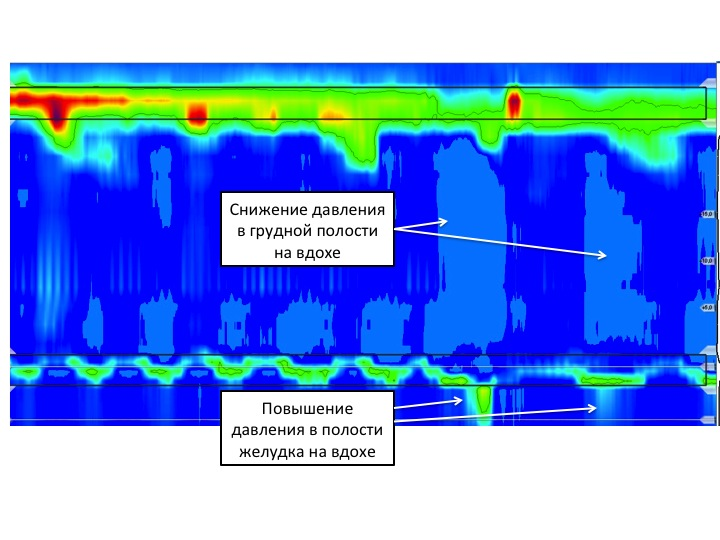 Снижение давления
в грудной полости
на вдохе
Повышение
давления в полости
желудка на вдохе